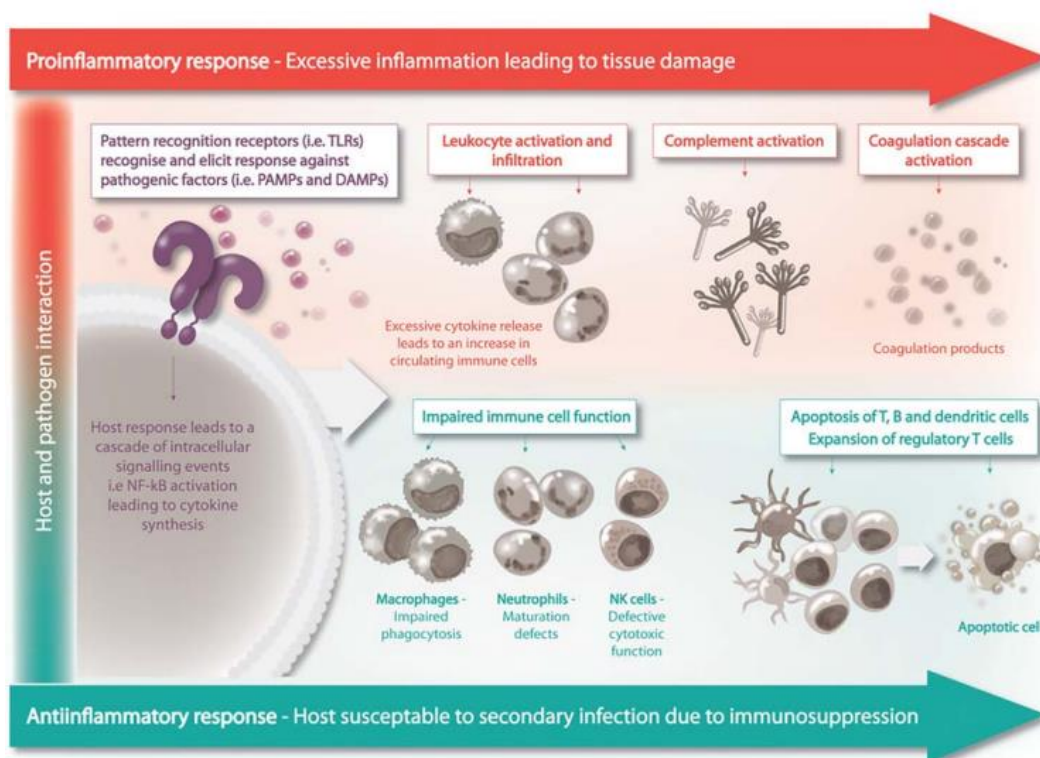 Proinflammatory response - Excessive inflammation leading to tissue damage
Host and pathogen interaction
Pattern recognition receptors (i.e. TLRs)
recognise and elicit response against
pathogenic factors (i.e. PAMPs and DAMPs)
Host response leads to a
cascade of intracellular
signalling events
i.e NF-kB activation
leading to cytokine
synthesis
Leukocyte activation and
infiltration
Excessive cytokine release
leads to an increase in
circulating immune cells
Complement activation
Coagulation cascade
activation
Coagulation products
Impaired immune cell function
Macrophages -
Impaired
phagocytosis
Neutrophils -
Maturation
defects
NK cells -
Defective
cytotoxic
function
Apoptosis of T, B and dendritic cells
Expansion of regulatory T cells
Apoptotic cell
Antiinflammatory response - Host susceptable to secondary infection due to immunosuppression